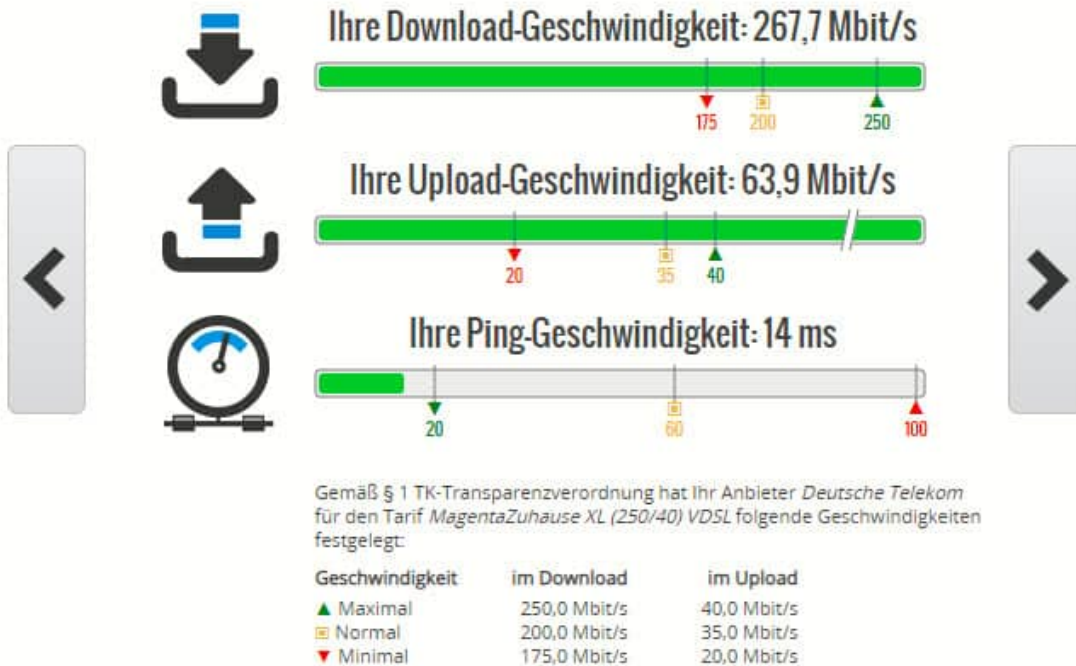 Ihre Download-Geschwindigkeit: 267,7 Mbit/s
175 200 250
Ihre Upload-Geschwindigkeit: 63,9 Mbit/s
20 35 40
Ihre Ping-Geschwindigkeit: 14 ms
20 60 100
Gemäß § 1 TK-Transparenzverordnung hat Ihr Anbieter Deutsche Telekom
für den Tarif MagentaZuhause XL (250/40) VDSL folgende Geschwindigkeiten
festgelegt:
Geschwindigkeit im Download im Upload
Maximal 250,0 Mbit/s 40,0 Mbit/s
Normal 200,0 Mbit/s 35,0 Mbit/s
Minimal 175,0 Mbit/s 20,0 Mbit/s